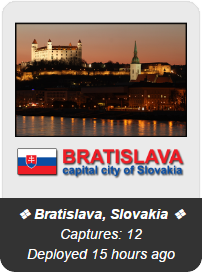 BRATISLAVA
capital city of Slovakia
❖ Bratislava, Slovakia ❖
Captures: 12
Deployed 15 hours ago